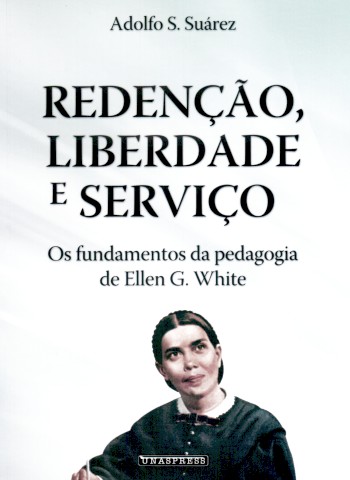 Adolfo S. Suárez
REDENÇÃO,
LIBERDADE
E SERVIÇO
Os fundamentos da pedagogia
de Ellen G. White
UNASPRESS